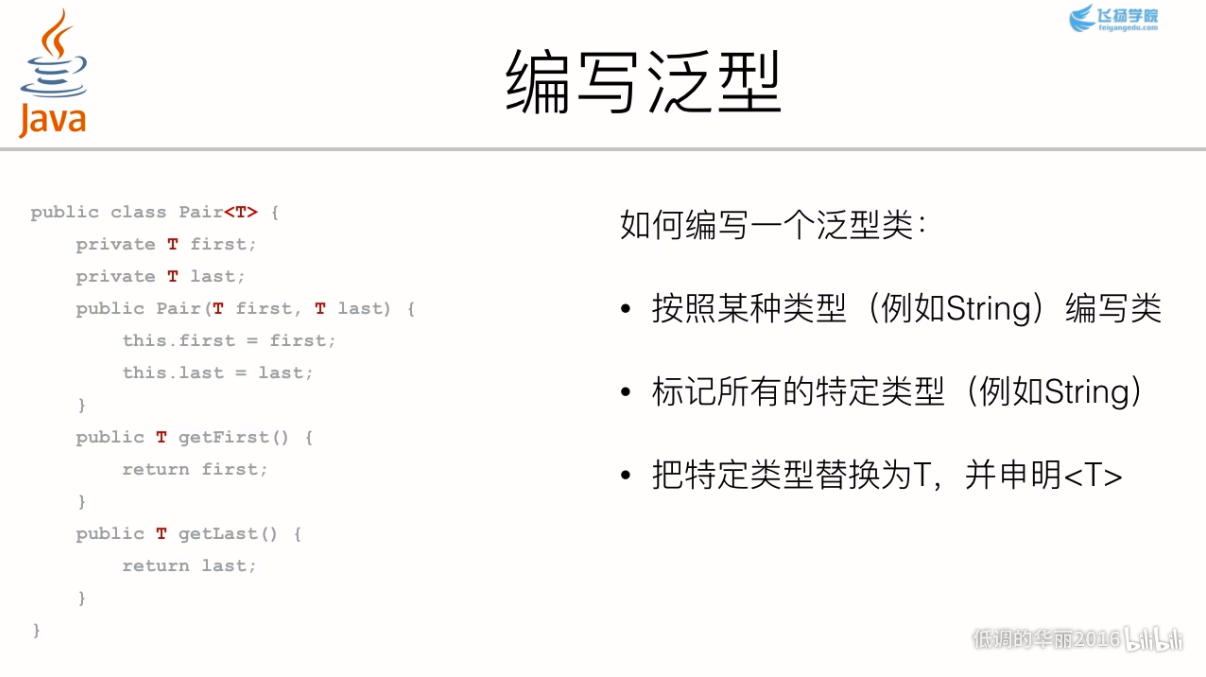 Java
飞扬学院
feiyangedu.com
编写泛型
public class Pair<T> {
    private T first;
    private T last;
    public Pair(T first, T last) {
        this.first = first;
        this.last = last;
    }
    public T getFirst() {
        return first;
    }
    public T getLast() {
        return last;
    }
}
如何编写一个泛型类：
• 按照某种类型（例如String）编写类
• 标记所有的特定类型（例如String）
• 把特定类型替换为T，并申明<T>
低调的华丽2016 bilibili